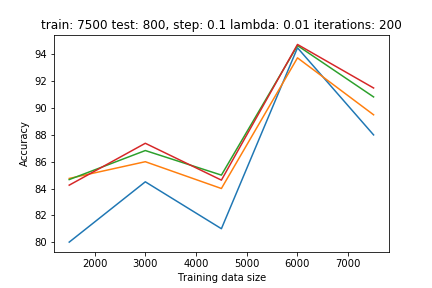 train: 7500 test: 800, step: 0.1 lambda: 0.01 iterations: 200
94
92
90
88
86
84
82
80
Accuracy
2000 3000 4000 5000 6000 7000
Training data size